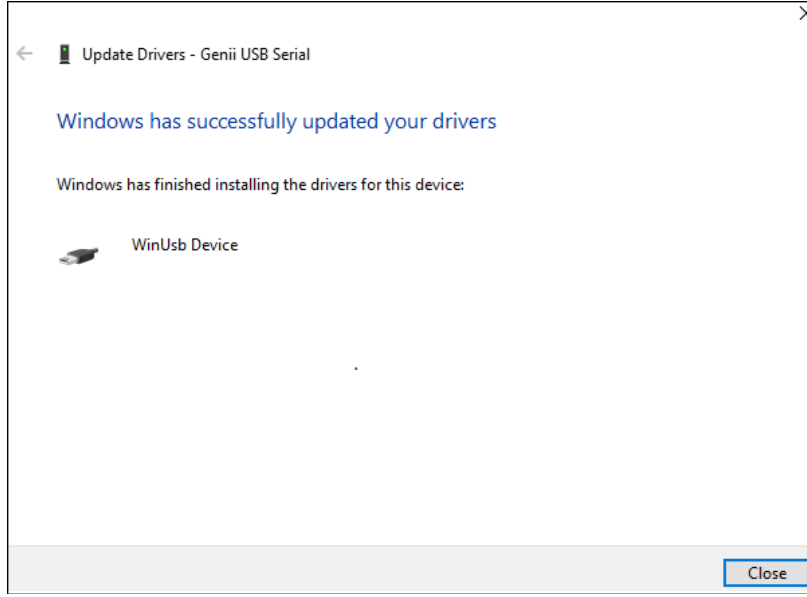 Update Drivers - Genii USB Serial
Windows has successfully updated your drivers
Windows has finished installing the drivers for this device:
WinUsb Device
Close